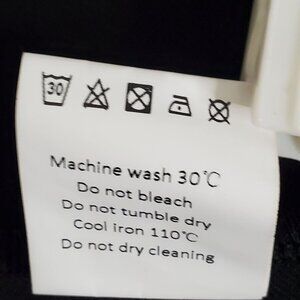 30
Machine wash 30°C
Do not bleach
Do not tumble dry
Cool iron 110°C
Do not dry cleaning